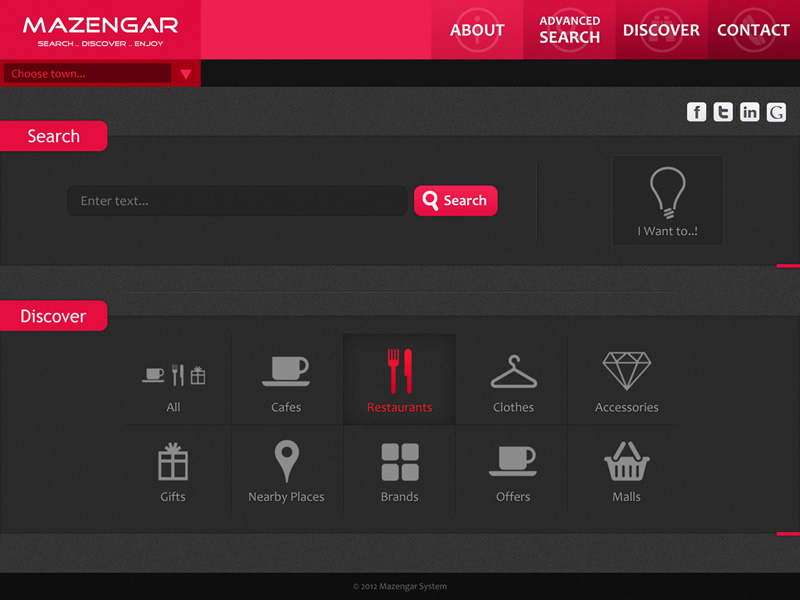 MAZENGAR
SEARCH .. DISCOVER .. ENJOY
ABOUT
ADVANCED
SEARCH
DISCOVER
CONTACT
Choose town...
f t in G
Search
Enter text...
Search
I Want to..!
Discover
All
Cafes
Restaurants
Clothes
Accessories
Gifts
Nearby Places
Brands
Offers
Malls
© 2012 Mazengar System